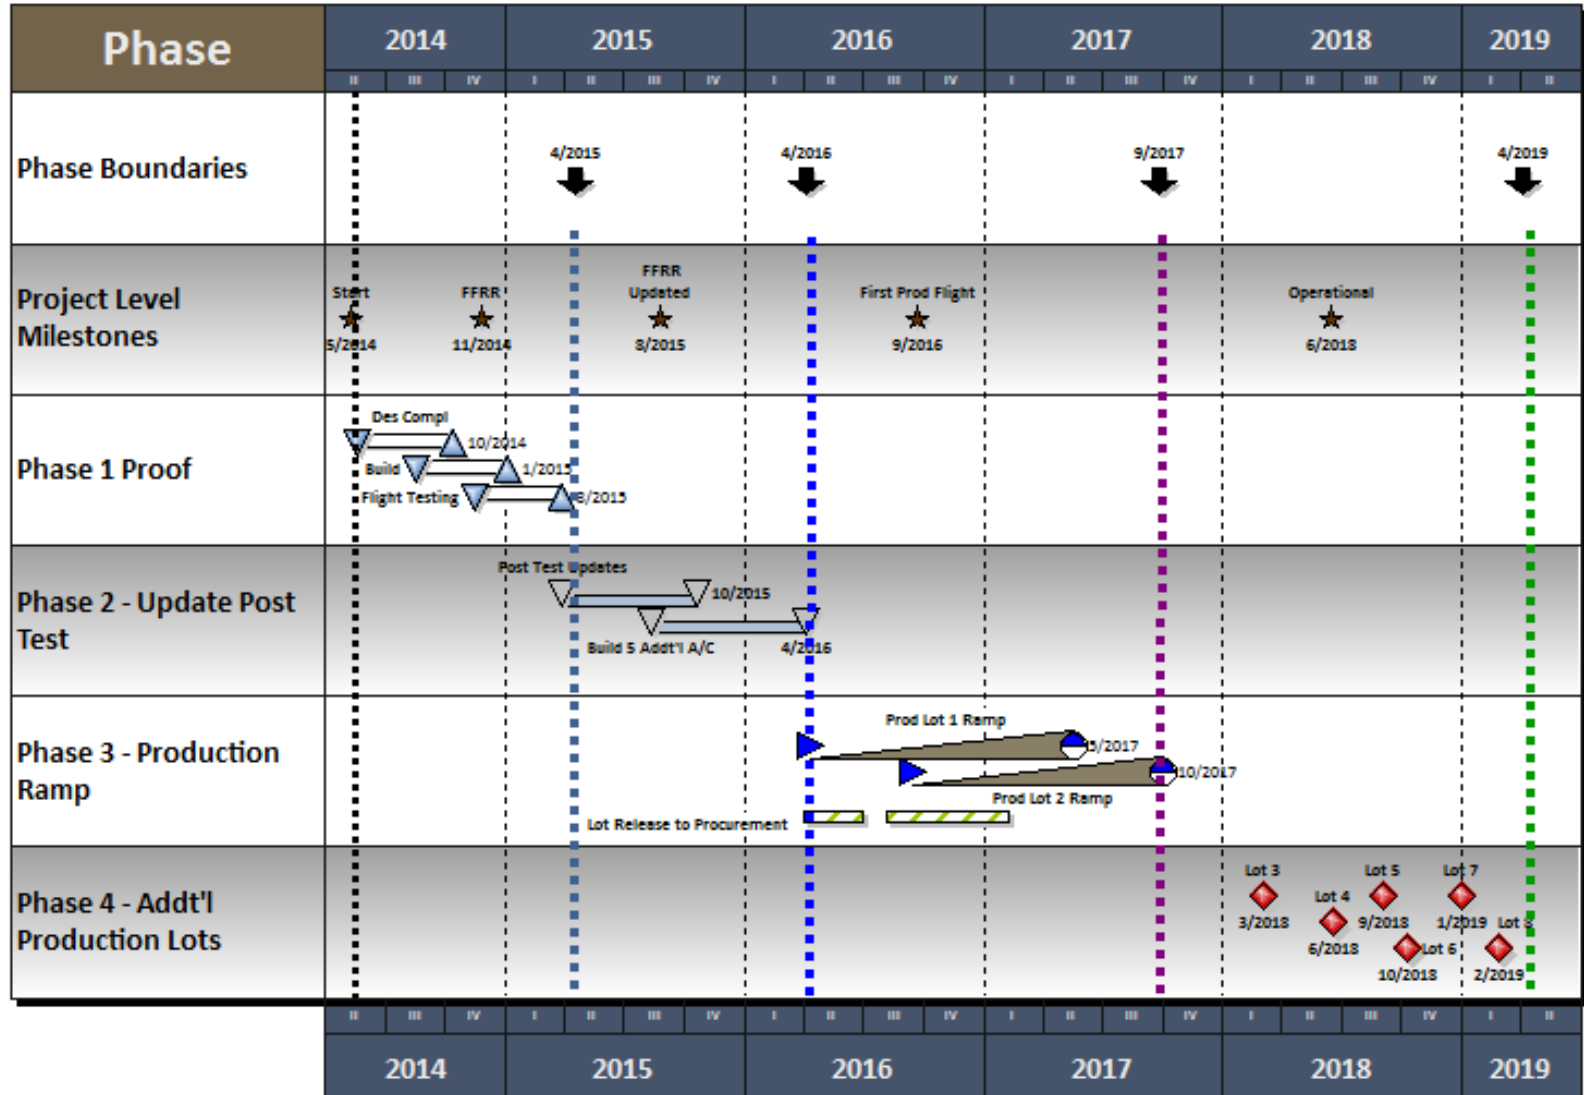 Phase
2014 2015 2016 2017 2018 2019
II III IV I II III IV I II III IV I II III IV I II III IV I II
Phase Boundaries
4/2015 4/2016 9/2017 4/2019
Project Level
Milestones
FFRR
Start FFRR Updated First Prod Flight Operational
5/2014 11/2014 8/2015 9/2016 6/2018
Phase 1 Proof
Des Compl
10/2014
Build 1/2015
Flight Testing 3/2015
Phase 2 - Update Post
Test
Post Test Updates
10/2015
Build 5 Addt'l A/C 4/2016
Phase 3 - Production
Ramp
Prod Lot 1 Ramp
5/2017
10/2017
Prod Lot 2 Ramp
Lot Release to Procurement
Phase 4 - Addt'l
Production Lots
Lot 3 Lot 5 Lot 7
Lot 4
3/2018 9/2018 1/2019 Lot 8
6/2018 Lot 6
10/2018 2/2019
II III IV I II III IV I II III IV I II III IV I II III IV I II
2014 2015 2016 2017 2018 2019